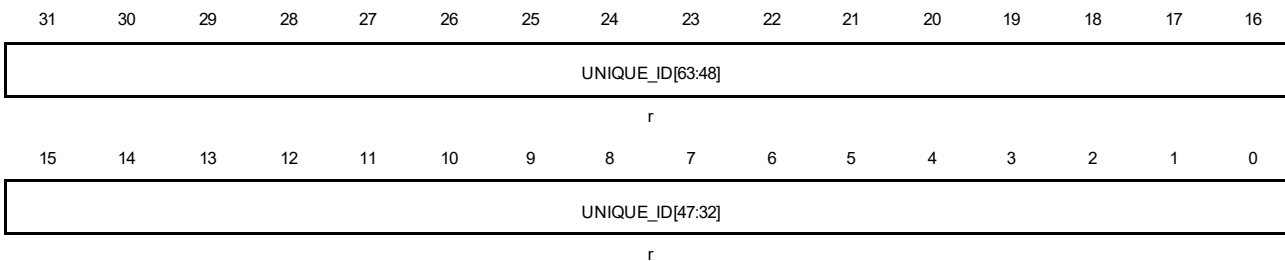 31 30 29 28 27 26 25 24 23 22 21 20 19 18 17 16
UNIQUE_ID[63:48]
r
15 14 13 12 11 10 9 8 7 6 5 4 3 2 1 0
UNIQUE_ID[47:32]
r